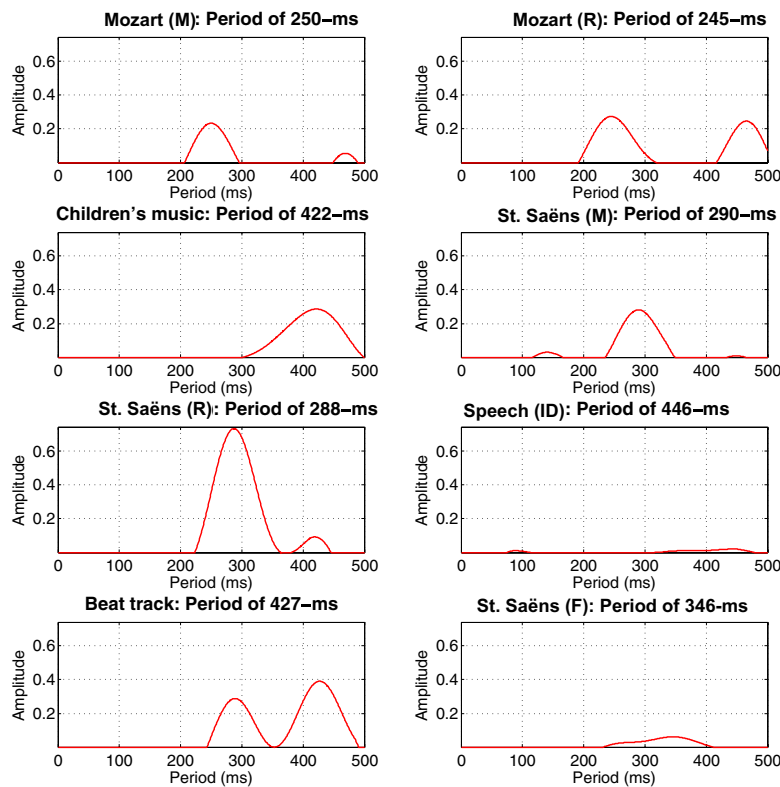 Mozart (M): Period of 250–ms
Amplitude
0.6
0.4
0.2
0 100 200 300 400 500
Period (ms)
Mozart (R): Period of 245–ms
Amplitude
0.6
0.4
0.2
0 100 200 300 400 500
Period (ms)
Children's music: Period of 422–ms
Amplitude
0.6
0.4
0.2
0 100 200 300 400 500
Period (ms)
St. Saëns (M): Period of 290–ms
Amplitude
0.6
0.4
0.2
0 100 200 300 400 500
Period (ms)
St. Saëns (R): Period of 288–ms
Amplitude
0.6
0.4
0.2
0 100 200 300 400 500
Period (ms)
Speech (ID): Period of 446–ms
Amplitude
0.6
0.4
0.2
0 100 200 300 400 500
Period (ms)
Beat track: Period of 427–ms
Amplitude
0.6
0.4
0.2
0 100 200 300 400 500
Period (ms)
St. Saëns (F): Period of 346-ms
Amplitude
0.6
0.4
0.2
0 100 200 300 400 500
Period (ms)